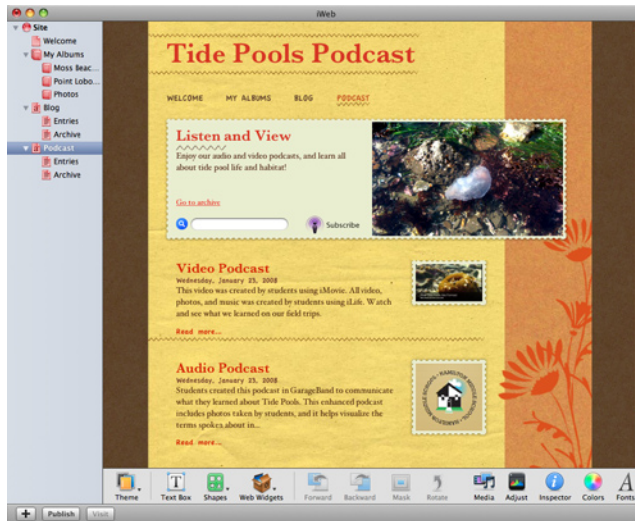 iWeb
Site
Welcome
My Albums
Moss Beac...
Point Lobo...
Photos
Blog
Entries
Archive
Podcast
Entries
Archive
Tide Pools Podcast
WELCOME MY ALBUMS BLOG PODCAST
Listen and View
Enjoy our audio and video podcasts, and learn all
about tide pool life and habitat!
Go to archive
Subscribe
Video Podcast
Wednesday, January 23, 2008
This video was created by students using iMovie. All video,
photos, and music was created by students using iLife. Watch
and see what we learned on our field trips.
Read more...
Audio Podcast
Wednesday, January 23, 2008
Students created this podcast in GarageBand to communicate
what they learned about Tide Pools. This enhanced podcast
includes photos taken by students, and it helps visualize the
terms spoken about in...
Read more...
HAMILTON MIDDLE SCHOOL
Theme Text Box Shapes Web Widgets Forward Backward Mask Rotate Media Adjust Inspector Colors Fonts
Publish Visit